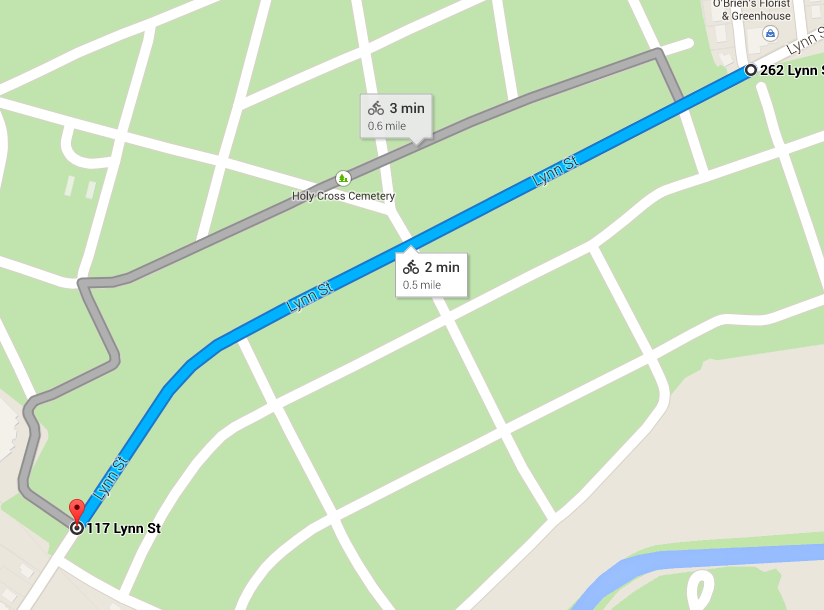 O'Brien's Florist
& Greenhouse
Lynn S
262 Lynn S
3 min
0.6 mile
Lynn St
Holy Cross Cemetery
2 min
0.5 mile
Lynn St
Lynn St
117 Lynn St